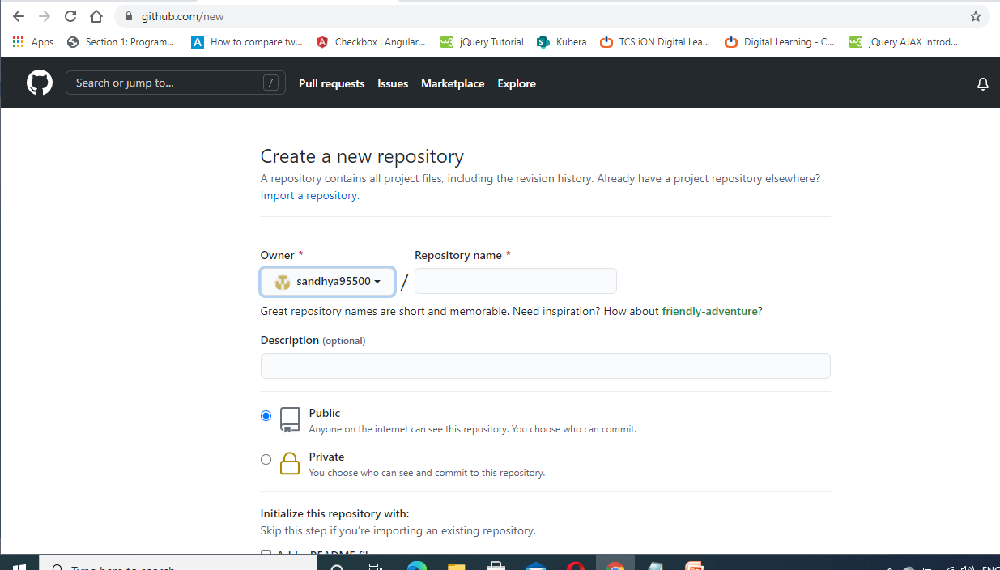 github.com/new
Apps
Section 1: Program...
How to compare tw...
Checkbox | Angular...
jQuery Tutorial
Kubera
TCS iON Digital Lea...
Digital Learning - C...
jQuery AJAX Introd...
Search or jump to...
/
Pull requests
Issues
Marketplace
Explore
Create a new repository
A repository contains all project files, including the revision history. Already have a project repository elsewhere?
Import a repository.
Owner *
Repository name *
sandhya95500
/
Great repository names are short and memorable. Need inspiration? How about friendly-adventure?
Description (optional)
Public
Anyone on the internet can see this repository. You choose who can commit.
Private
You choose who can see and commit to this repository.
Initialize this repository with:
Skip this step if you’re importing an existing repository.
Type here to search
ENG